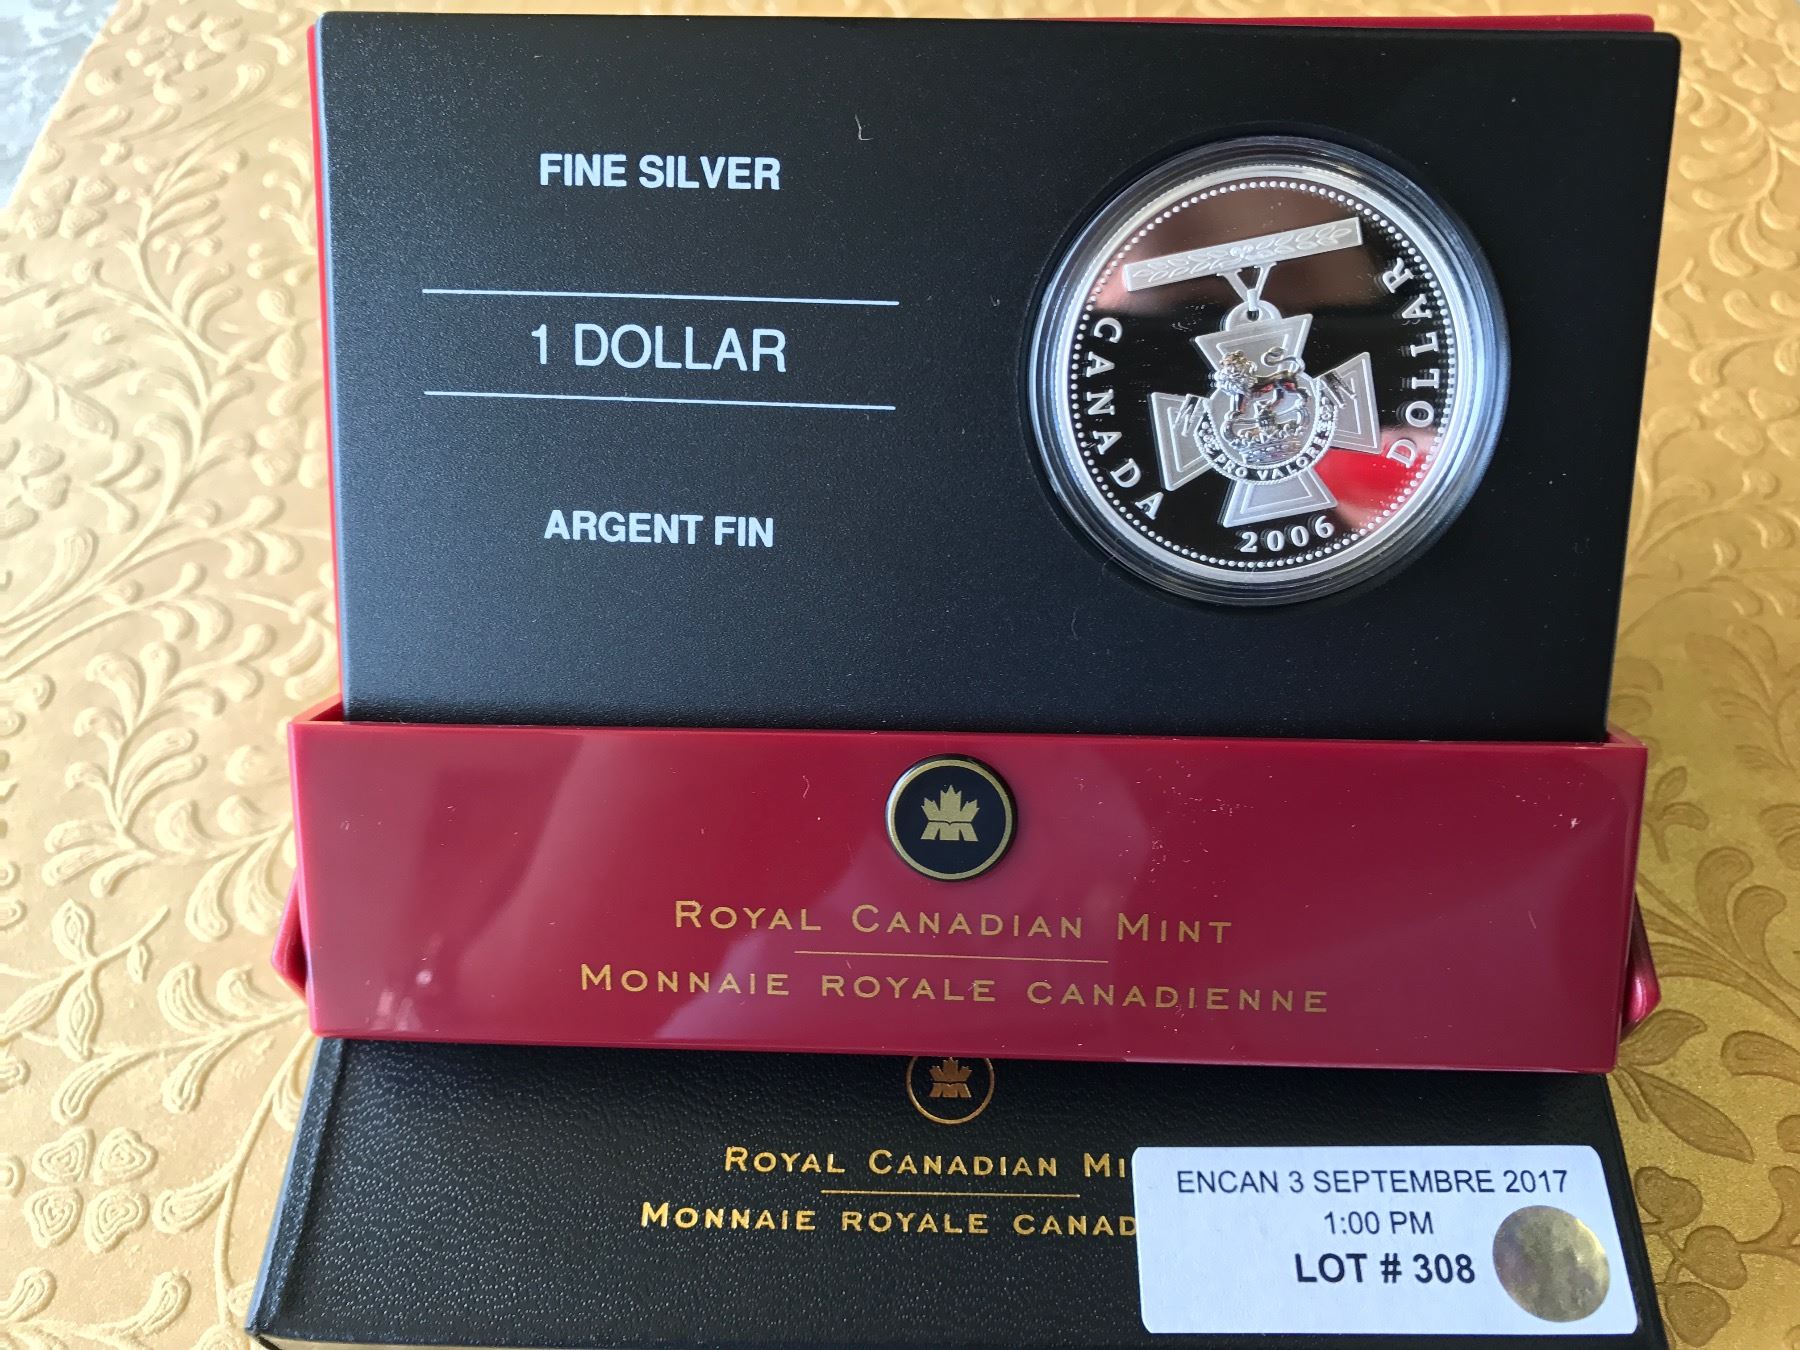 FINE SILVER
1 DOLLAR
ARGENT FIN
CANADA
DOLLAR
PRO VALORE
2006
ROYAL CANADIAN MINT
MONNAIE ROYALE CANADIENNE
ROYAL CANADIAN MI
MONNAIE ROYALE CANAD
ENCAN 3 SEPTEMBRE 2017
1:00 PM
LOT # 308